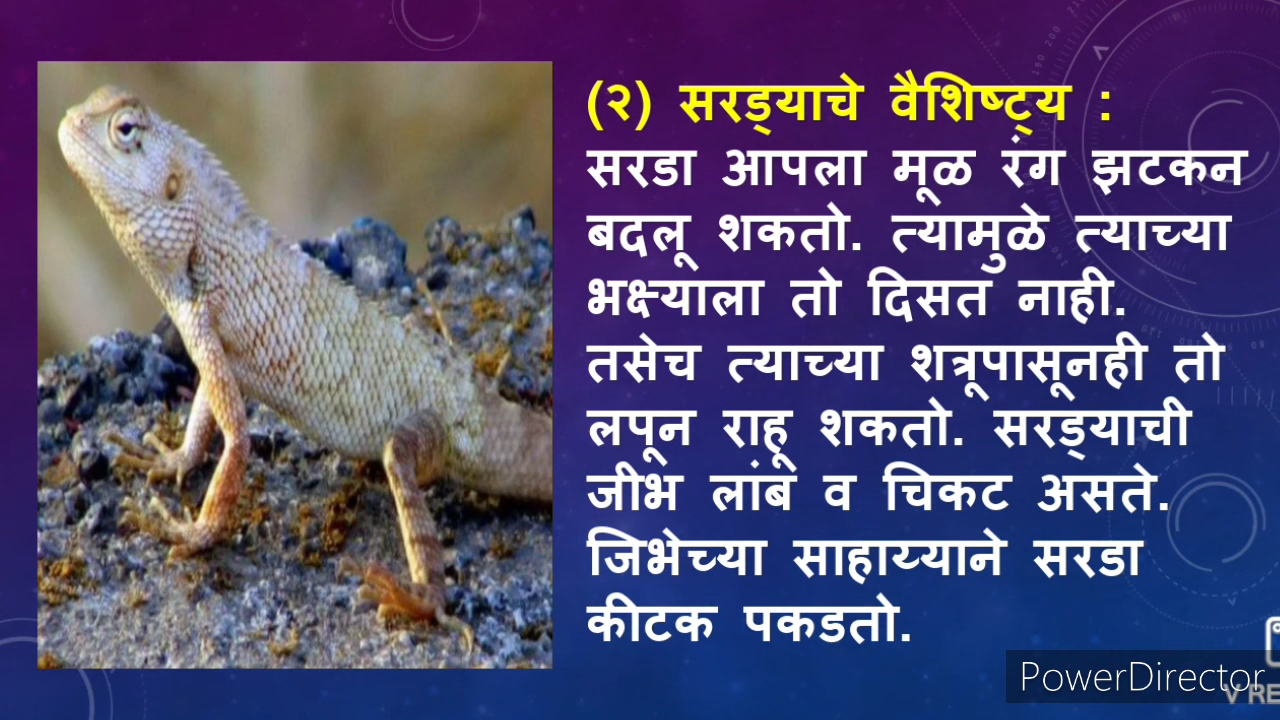 (२) सरड्याचे वैशिष्ट्य :
सरडा आपला मूळ रंग झटकन
बदलू शकतो. त्यामुळे त्याच्या
भक्ष्याला तो दिसत नाही.
तसेच त्याच्या शत्रूपासूनही तो
लपून राहू शकतो. सरड्याची
जीभ लांब व चिकट असते.
जिभेच्या साहाय्याने सरडा
कीटक पकडतो.
PowerDirector
V RE